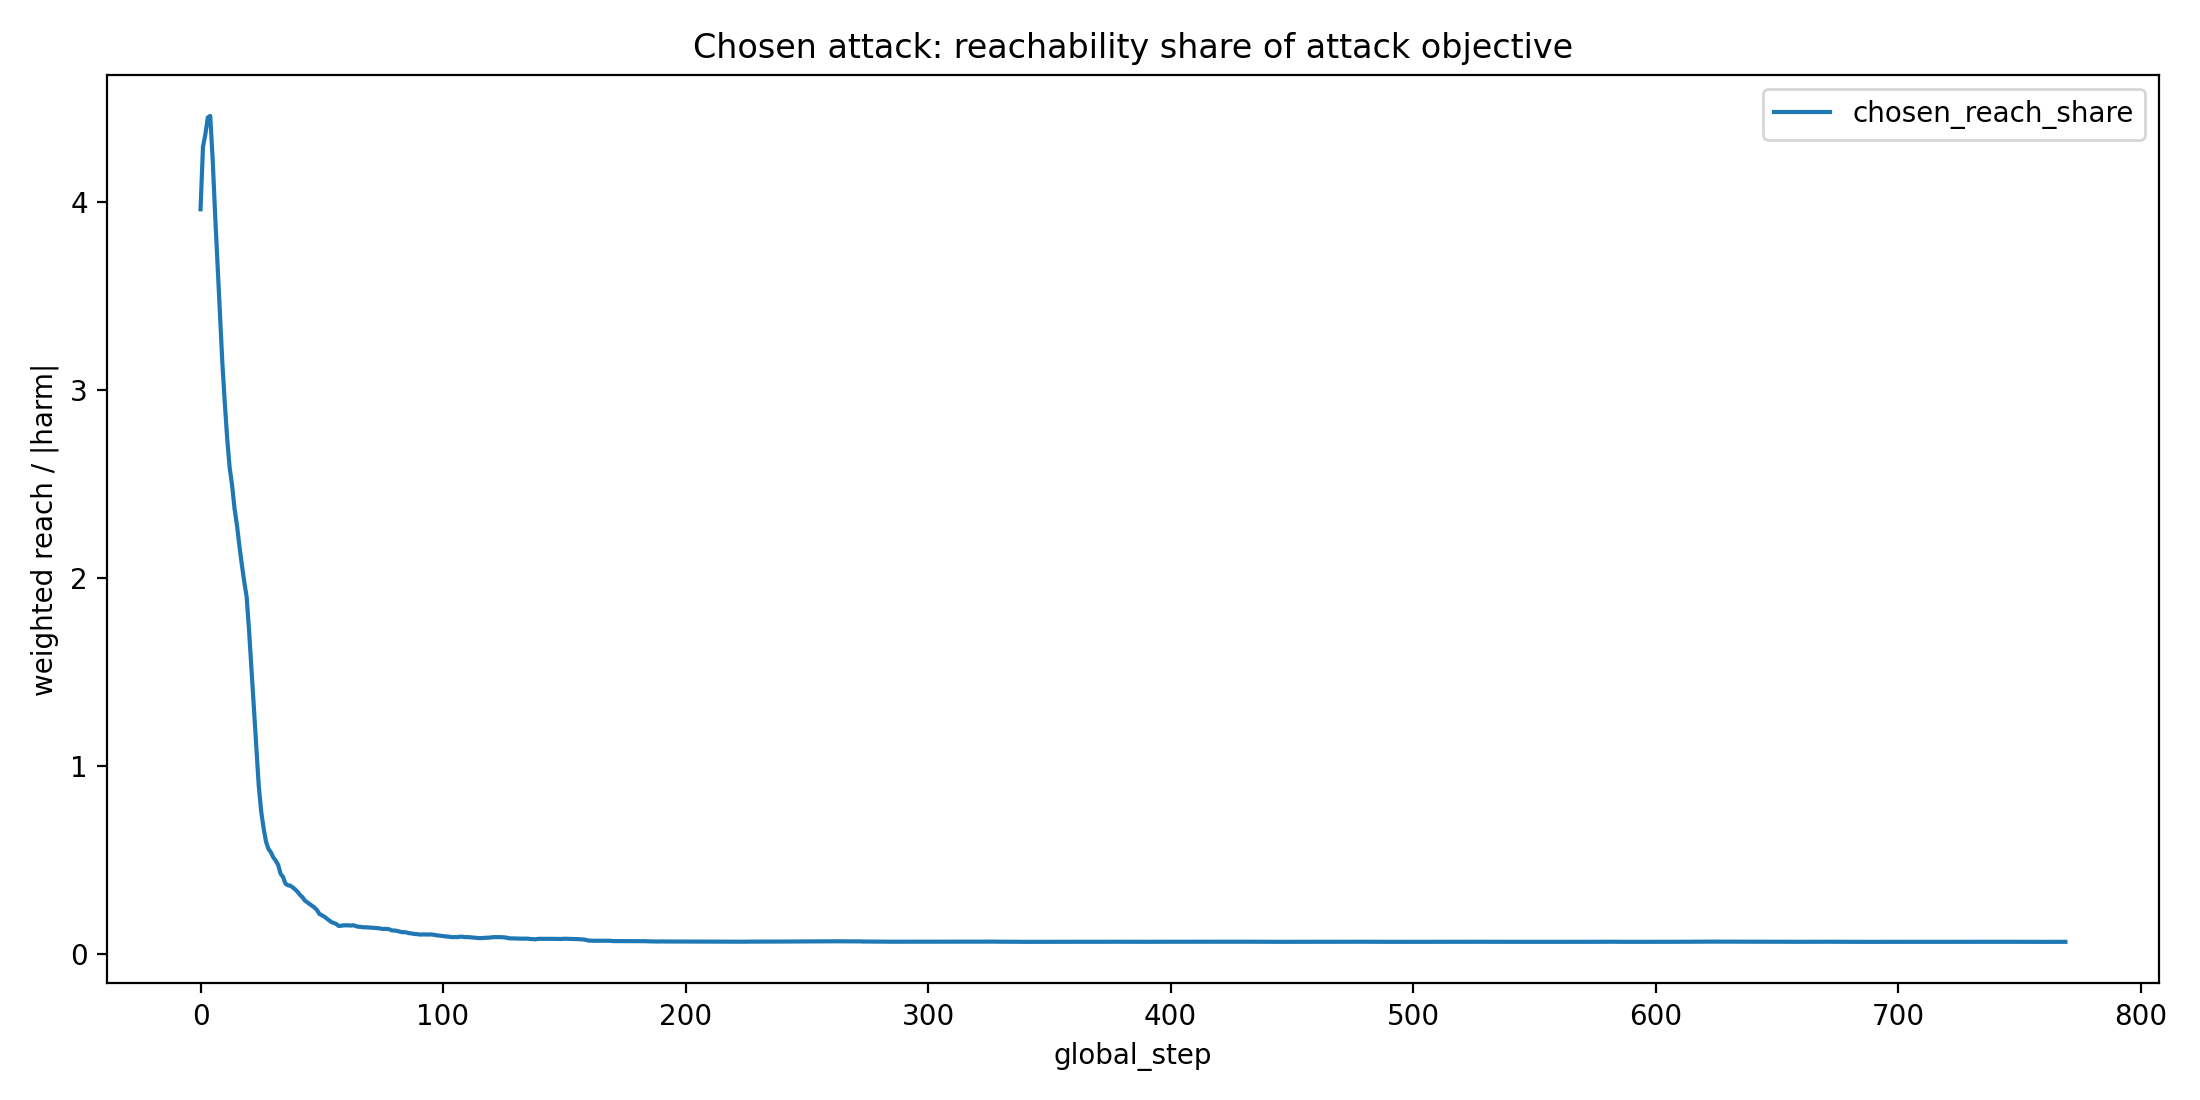 Chosen attack: reachability share of attack objective
chosen_reach_share
weighted reach / |harm|
4
3
2
1
0
0 100 200 300 400 500 600 700 800
global_step